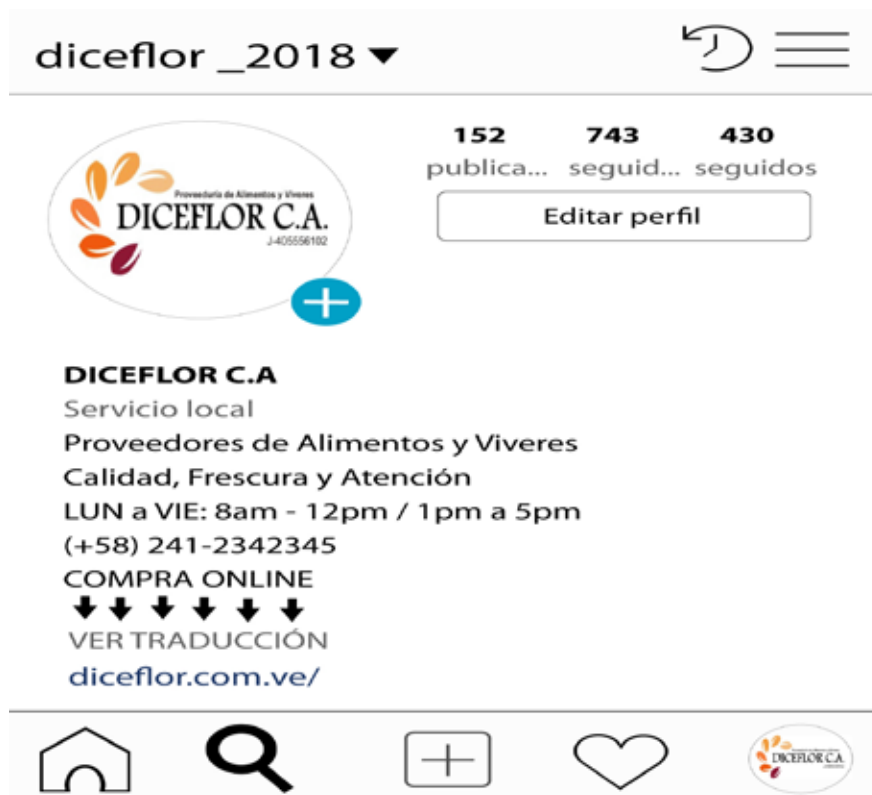 diceflor _2018
152 743 430
publica... seguid... seguidos
Editar perfil
Proveeduría de Alimentos y Viveres
DICEFLOR C.A.
J-405556102
DICEFLOR C.A
Servicio local
Proveedores de Alimentos y Viveres
Calidad, Frescura y Atención
LUN a VIE: 8am - 12pm / 1pm a 5pm
(+58) 241-2342345
COMPRA ONLINE
VER TRADUCCIÓN
diceflor.com.ve/
DICEFLOR C.A.